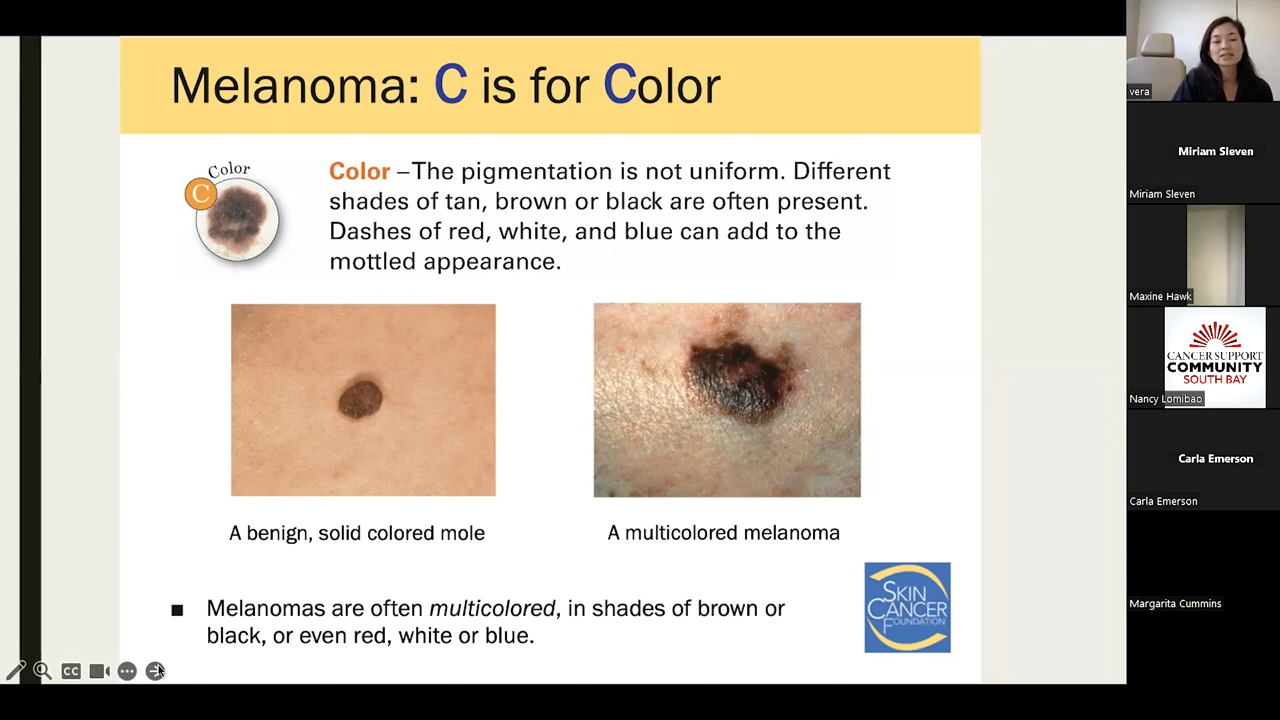 Melanoma: C is for Color
Color
C
Color –The pigmentation is not uniform. Different
shades of tan, brown or black are often present.
Dashes of red, white, and blue can add to the
mottled appearance.
A benign, solid colored mole
A multicolored melanoma
Melanomas are often multicolored, in shades of brown or
black, or even red, white or blue.
SKIN
CANCER
FOUNDATION
CC
vera
Miriam Sleven
Miriam Sleven
Maxine Hawk
CANCER SUPPORT
COMMUNITY
SOUTH BAY
Nancy Lomibao
Carla Emerson
Carla Emerson
Margarita Cummins